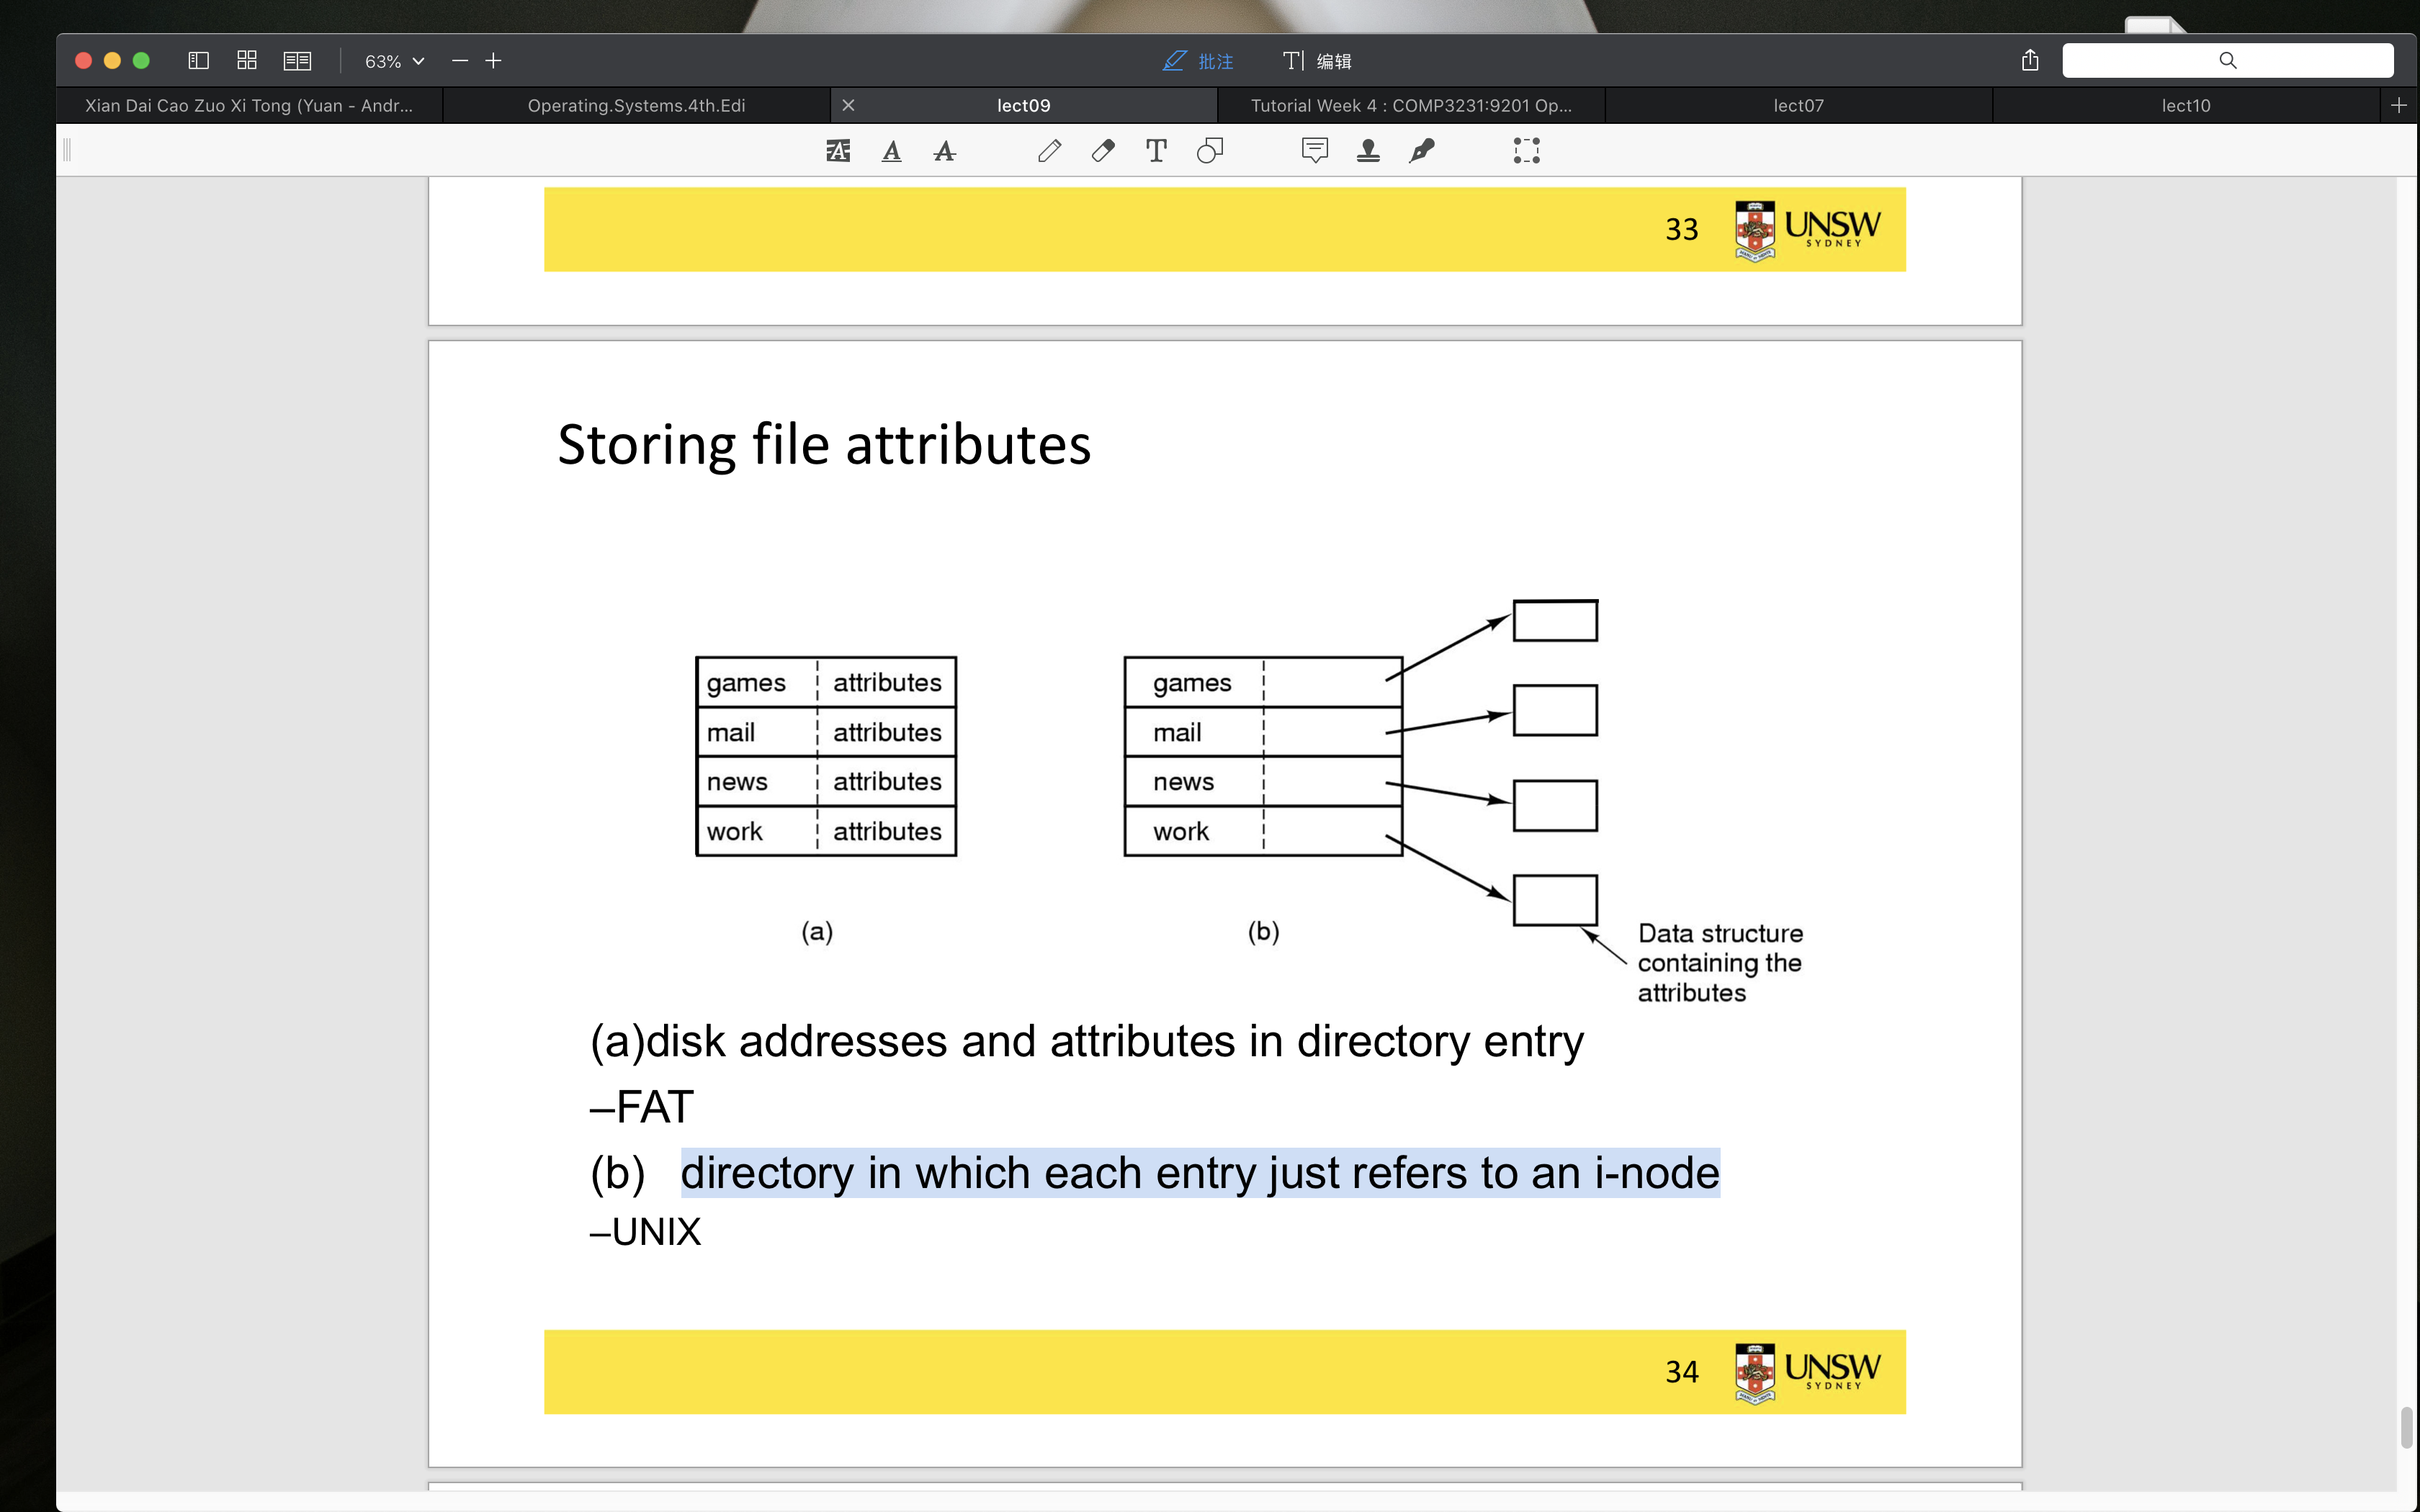 63%
批注
编辑
Xian Dai Cao Zuo Xi Tong (Yuan - Andr...
Operating.Systems.4th.Edi
lect09
Tutorial Week 4 : COMP3231:9201 Op...
lect07
lect10
33
UNSW
SYDNEY
Storing file attributes
games attributes
mail attributes
news attributes
work attributes
(a)
games
mail
news
work
(b)
Data structure
containing the
attributes
(a)disk addresses and attributes in directory entry
–FAT
(b) directory in which each entry just refers to an i-node
–UNIX
34
UNSW
SYDNEY